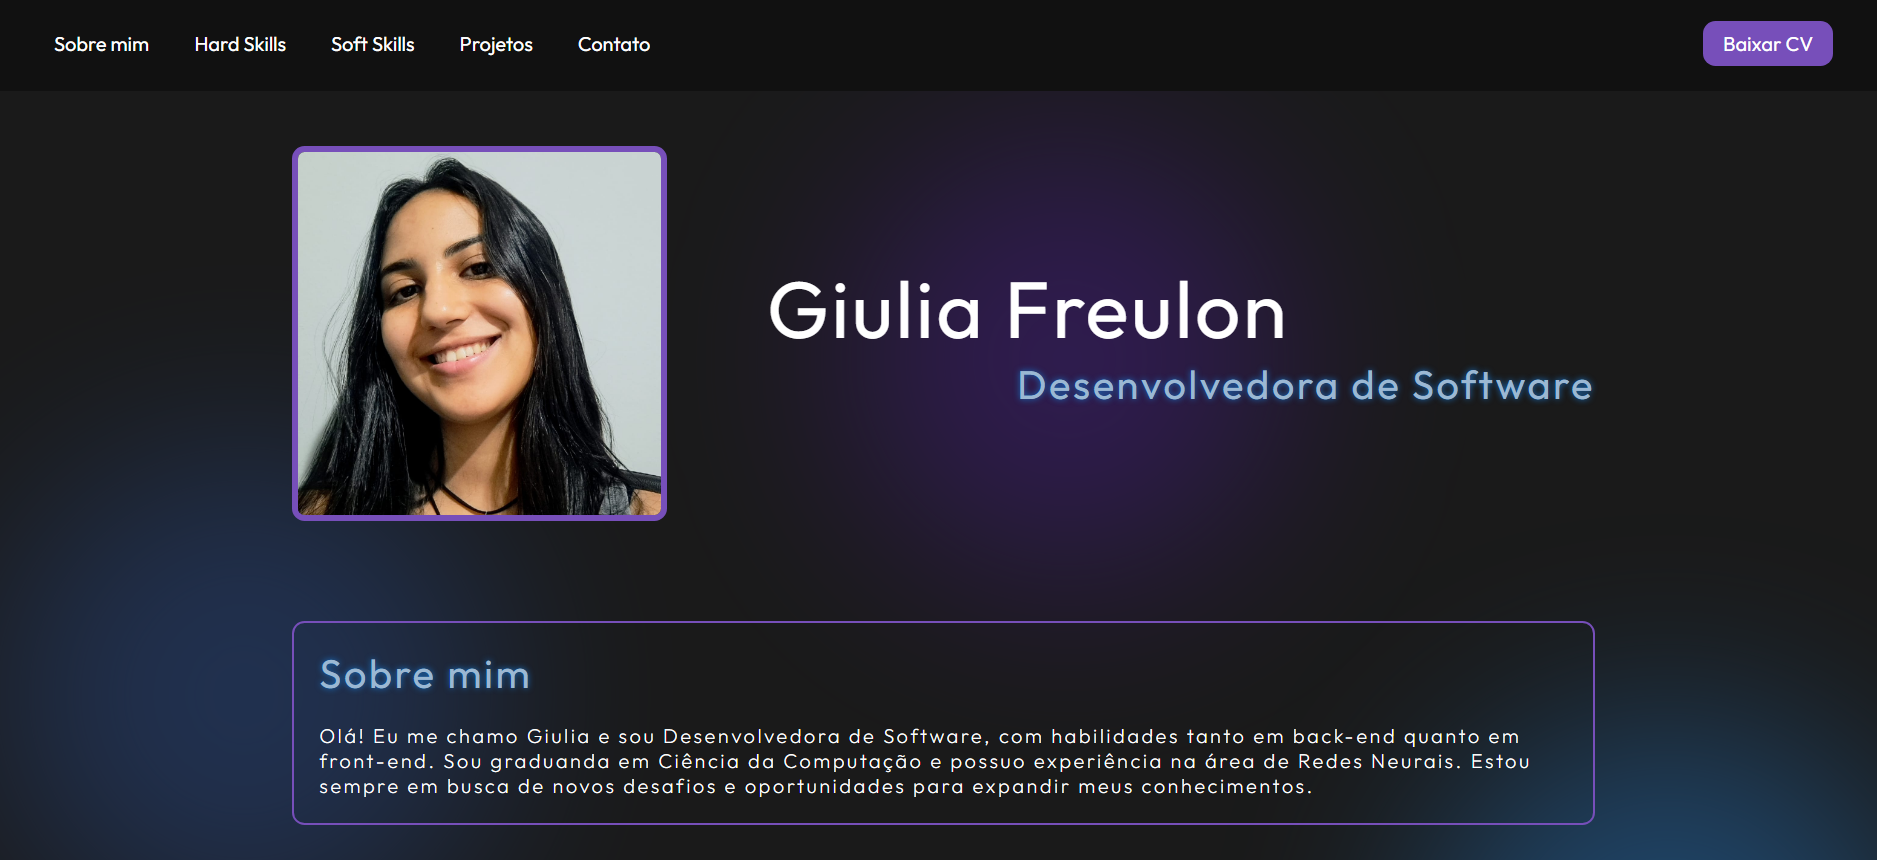 Sobre mim
Hard Skills
Soft Skills
Projetos
Contato
Baixar CV
Giulia Freulon
Desenvolvedora de Software
Sobre mim
Olá! Eu me chamo Giulia e sou Desenvolvedora de Software, com habilidades tanto em back-end quanto em
front-end. Sou graduanda em Ciência da Computação e possuo experiência na área de Redes Neurais. Estou
sempre em busca de novos desafios e oportunidades para expandir meus conhecimentos.